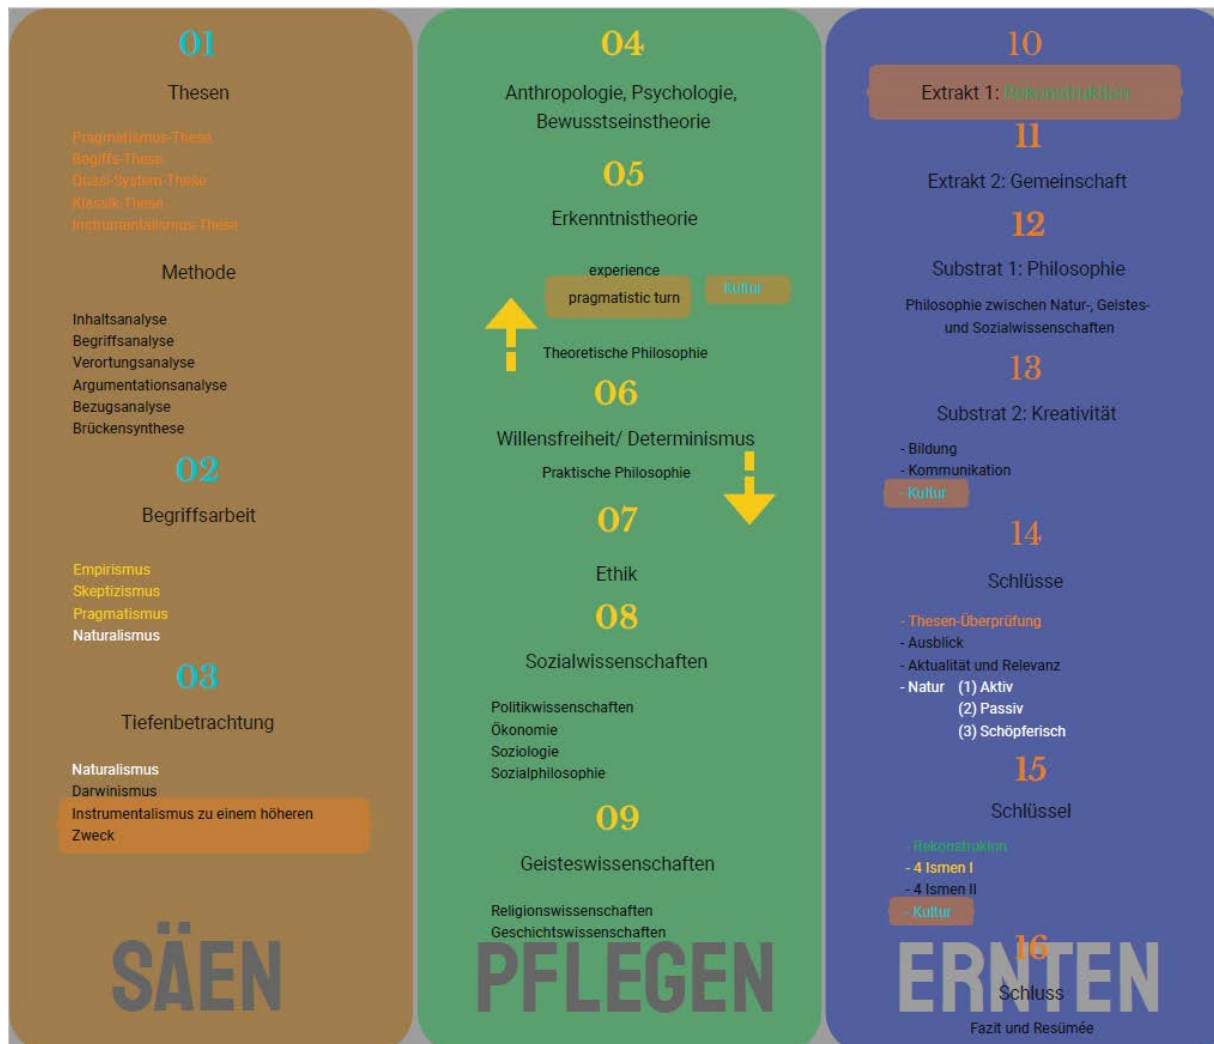 01
Thesen
Pragmatismus-These
Begiffs-These
Quasi-System-These
Klassik-These
Instrumentalismus-These
Methode
Inhaltsanalyse
Begriffsanalyse
Verortungsanalyse
Argumentationsanalyse
Bezugsanalyse
Brückensynthese
02
Begriffsarbeit
Empirismus
Skeptizismus
Pragmatismus
Naturalismus
03
Tiefenbetrachtung
Naturalismus
Darwinismus
Instrumentalismus zu einem höheren
Zweck
SÄEN
04
Anthropologie, Psychologie,
Bewusstseinstheorie
05
Erkenntnistheorie
experience
pragmatistic turn
Kultur
Theoretische Philosophie
06
Willensfreiheit/ Determinismus
Praktische Philosophie
07
Ethik
08
Sozialwissenschaften
Politikwissenschaften
Ökonomie
Soziologie
Sozialphilosophie
09
Geisteswissenschaften
Religionswissenschaften
Geschichtswissenschaften
PFLEGEN
10
Extrakt 1: Rekonstruktion
11
Extrakt 2: Gemeinschaft
12
Substrat 1: Philosophie
Philosophie zwischen Natur-, Geistes-
und Sozialwissenschaften
13
Substrat 2: Kreativität
- Bildung
- Kommunikation
- Kultur
14
Schlüsse
- Thesen-Überprüfung
- Ausblick
- Aktualität und Relevanz
- Natur (1) Aktiv
(2) Passiv
(3) Schöpferisch
15
Schlüssel
- Rekonstruktion
- 4 Ismen I
- 4 Ismen II
- Kultur
16
ERNTEN
Schluss
Fazit und Resümée